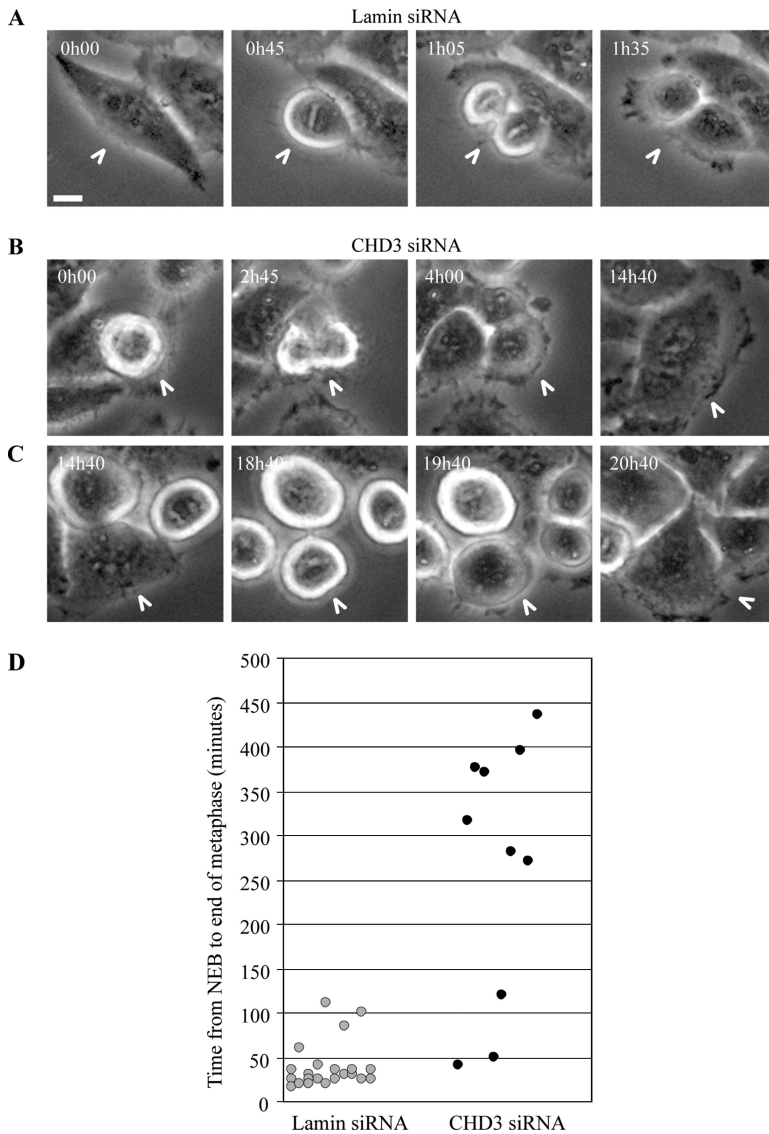 A
Lamin siRNA
0h00
0h45
1h05
1h35
B
CHD3 siRNA
0h00
2h45
4h00
14h40
C
14h40
18h40
19h40
20h40
D
Time from NEB to end of metaphase (minutes)
500
450
400
350
300
250
200
150
100
50
0
Lamin siRNA
CHD3 siRNA